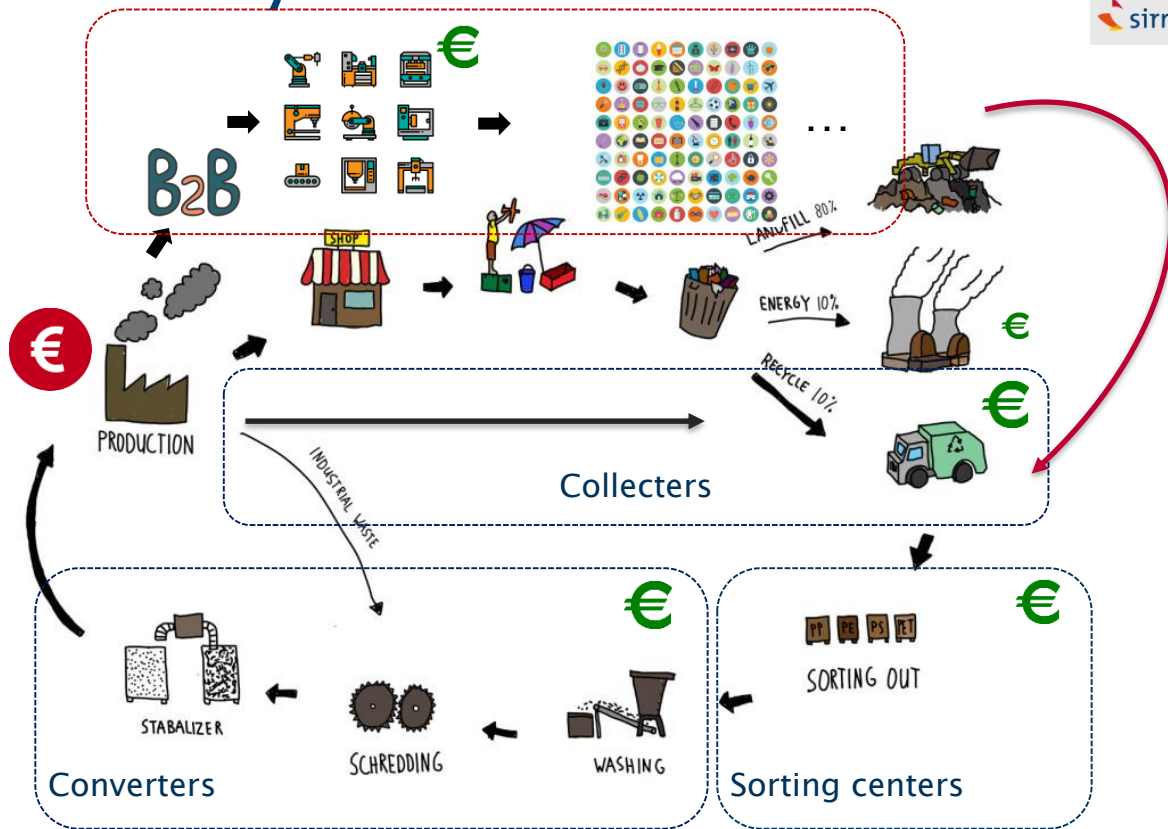 €
B2B
...
SHOP
LANDFILL 80%
ENERGY 10%
€
€
RECYCLE 10%
€
PRODUCTION
INDUSTRIAL WASTE
Collecters
€
€
PP PE PS PET
SORTING OUT
STABALIZER
SCHREDDING
WASHING
Converters
Sorting centers